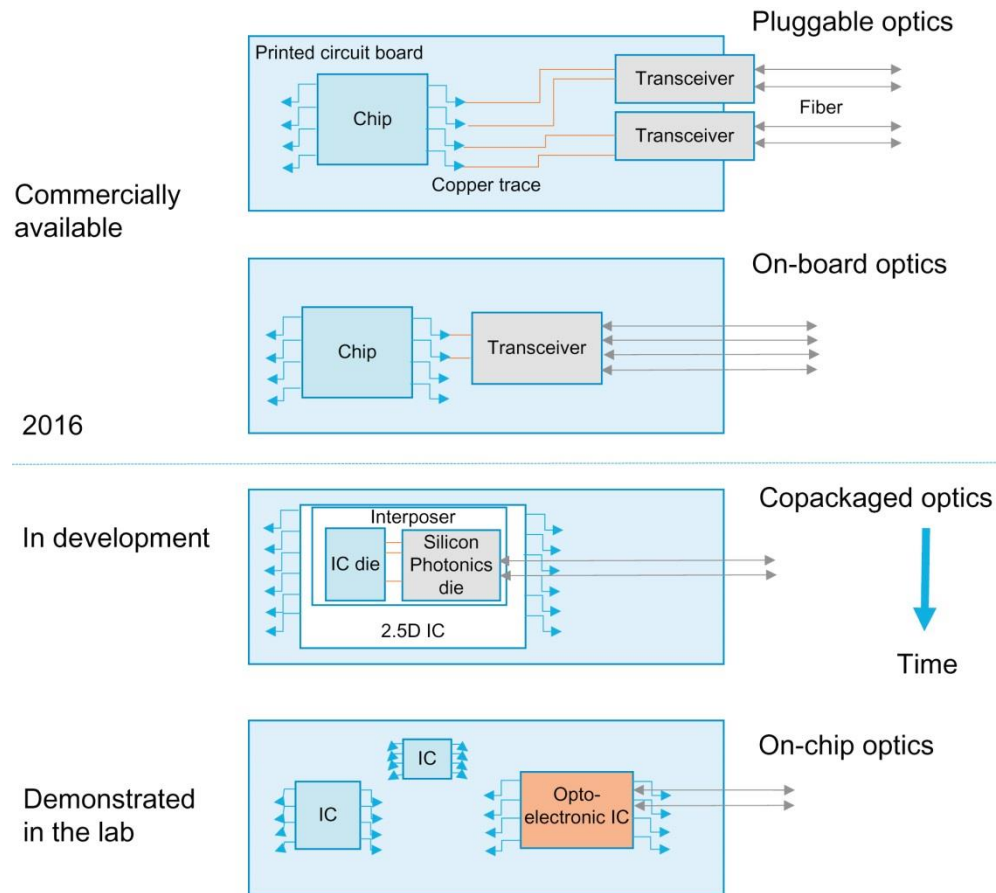 Pluggable optics
Printed circuit board
Transceiver
Chip
Fiber
Transceiver
Copper trace
Commercially
available
On-board optics
Chip
Transceiver
2016
Copackaged optics
In development
Interposer
IC die
Silicon
Photonics
die
2.5D IC
Time
On-chip optics
IC
IC
Opto-
electronic IC
Demonstrated
in the lab